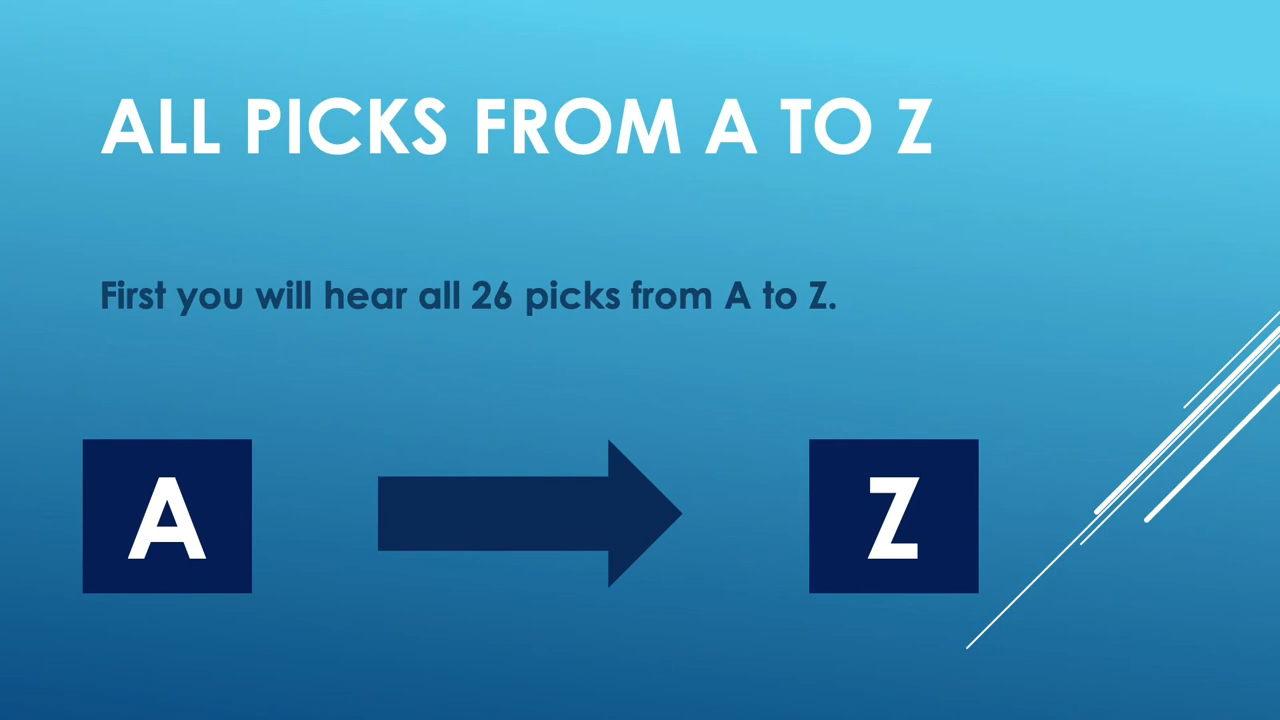 ALL PICKS FROM A TO Z
First you will hear all 26 picks from A to Z.
A
Z